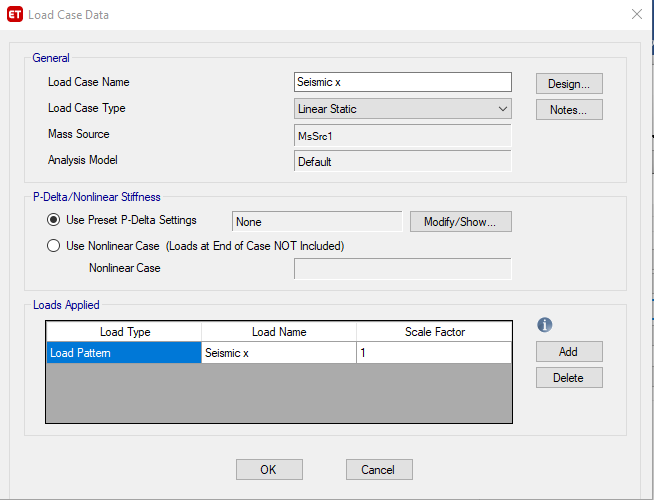 ET Load Case Data
General
Load Case Name Seismic x Design...
Load Case Type Linear Static Notes...
Mass Source MsSrc1
Analysis Model Default
P-Delta/Nonlinear Stiffness
Use Preset P-Delta Settings None Modify/Show...
Use Nonlinear Case (Loads at End of Case NOT Included)
Nonlinear Case
Loads Applied
Load Type Load Name Scale Factor
Load Pattern Seismic x 1
Add
Delete
OK Cancel